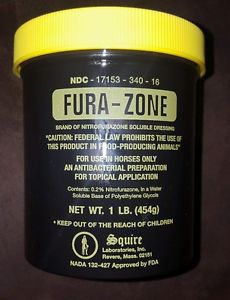 NDC - 17153 - 340 - 16
FURA-ZONE
BRAND OF NITROFURAZONE SOLUBLE DRESSING
"CAUTION: FEDERAL LAW PROHIBITS THE USE OF
THIS PRODUCT IN FOOD-PRODUCING ANIMALS"
FOR USE IN HORSES ONLY
AN ANTIBACTERIAL PREPARATION
FOR TOPICAL APPLICATION
Contents: 0.2% Nitrofurazone, In a Water
Soluble Base of Polyethylene Glycols
NET WT. 1 LB. (454g)
• KEEP OUT OF THE REACH OF CHILDREN
Squire
Laboratories, Inc.
Revere, Mass. 02151
NADA 132-427 Approved by FDA